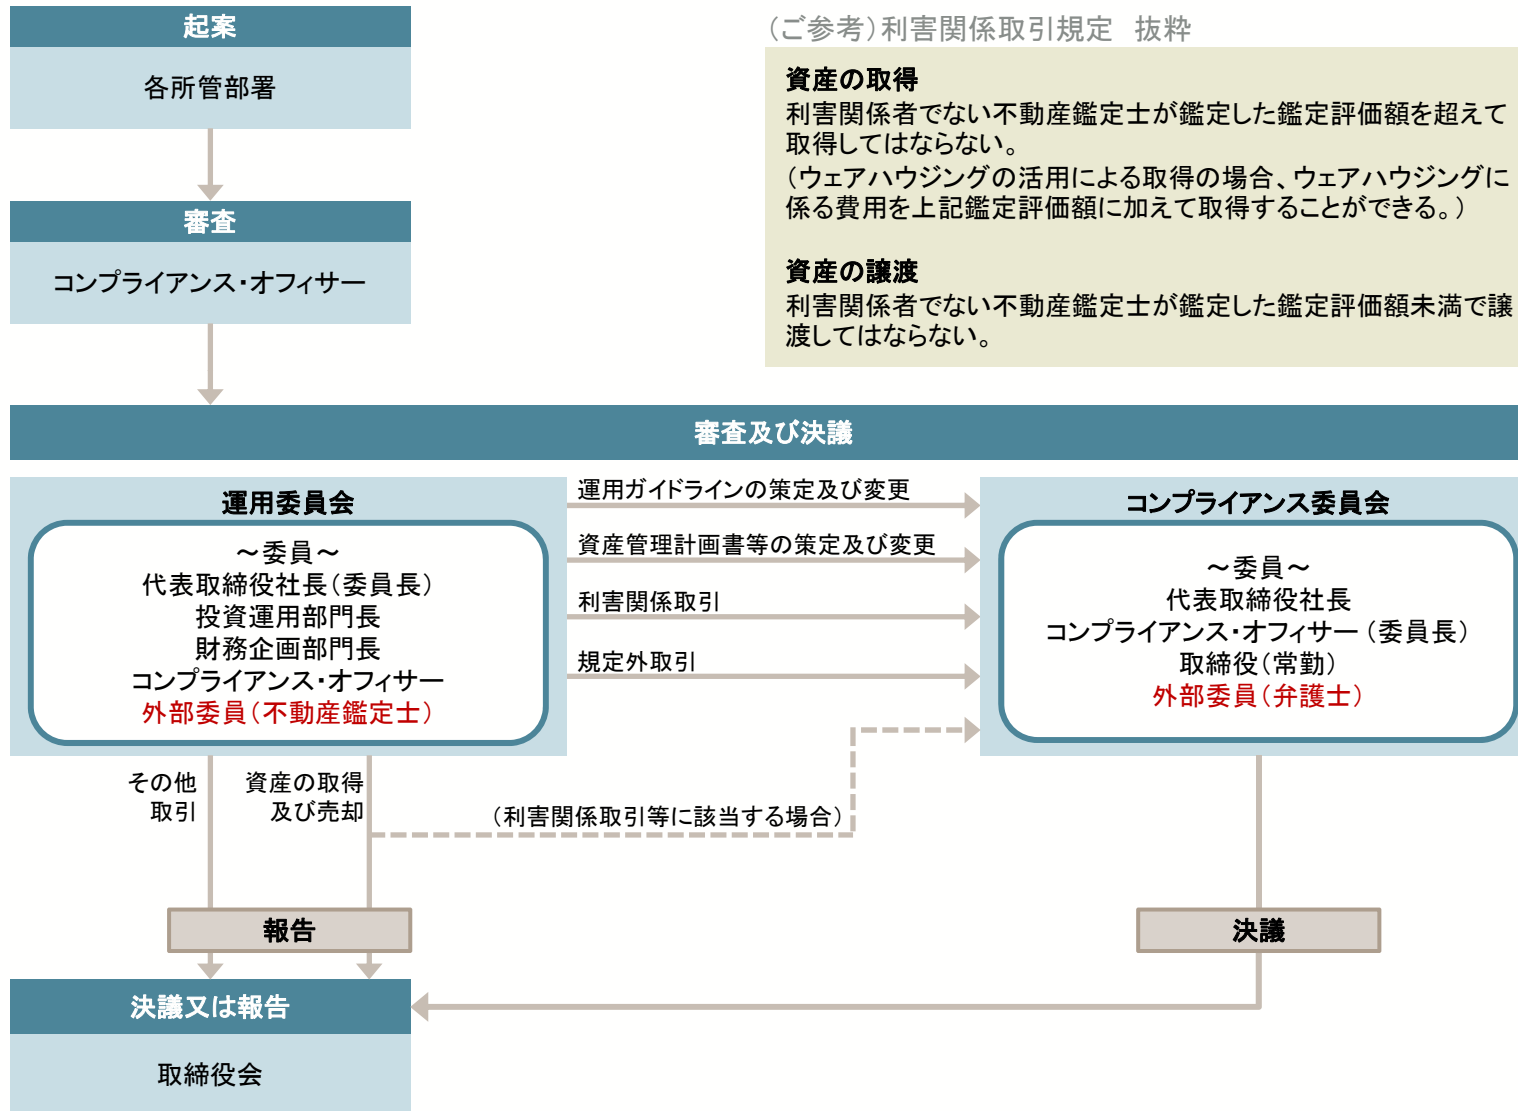 起案
各所管部署
審査
コンプライアンス・オフィサー
（ご参考）利害関係取引規定　抜粋
資産の取得
利害関係者でない不動産鑑定士が鑑定した鑑定評価額を超えて
取得してはならない。
（ウェアハウジングの活用による取得の場合、ウェアハウジングに
係る費用を上記鑑定評価額に加えて取得することができる。）
資産の譲渡
利害関係者でない不動産鑑定士が鑑定した鑑定評価額未満で譲
渡してはならない。
審査及び決議
運用委員会
～委員～
代表取締役社長（委員長）
投資運用部門長
財務企画部門長
コンプライアンス・オフィサー
外部委員（不動産鑑定士）
運用ガイドラインの策定及び変更
資産管理計画書等の策定及び変更
利害関係取引
規定外取引
コンプライアンス委員会
～委員～
代表取締役社長
コンプライアンス・オフィサー（委員長）
取締役（常勤）
外部委員（弁護士）
その他
取引
資産の取得
及び売却
（利害関係取引等に該当する場合）
報告
決議
決議又は報告
取締役会